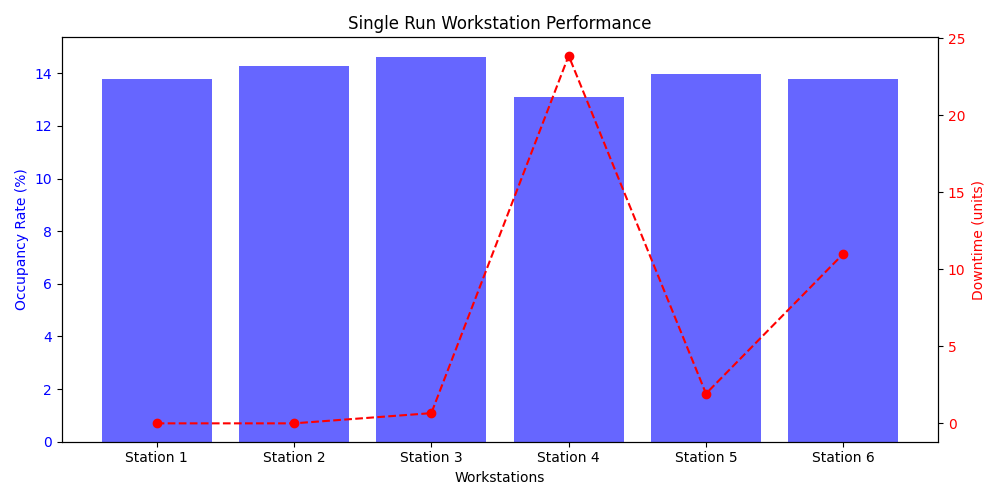 Single Run Workstation Performance
Occupancy Rate (%)
14
12
10
8
6
4
2
0
25
20
15
10
5
0
Downtime (units)
Station 1 Station 2 Station 3 Station 4 Station 5 Station 6
Workstations